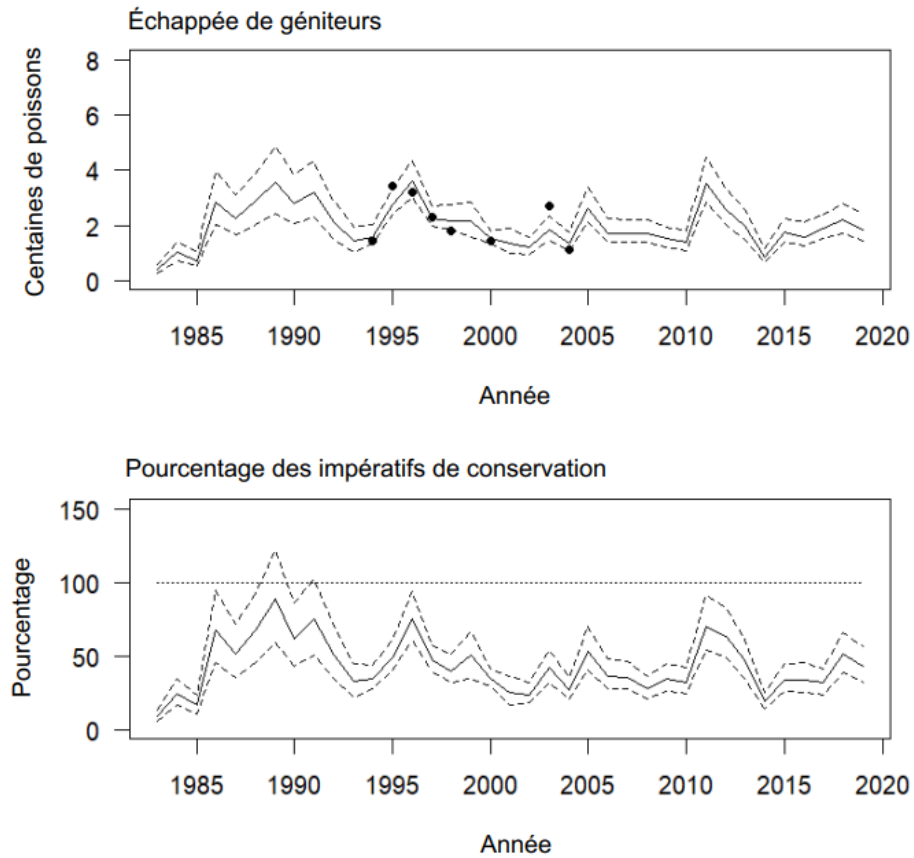 Échappée de géniteurs
Centaines de poissons
8
6
4
2
0
1985 1990 1995 2000 2005 2010 2015 2020
Année
Pourcentage des impératifs de conservation
Pourcentage
150
100
50
0
1985 1990 1995 2000 2005 2010 2015 2020
Année